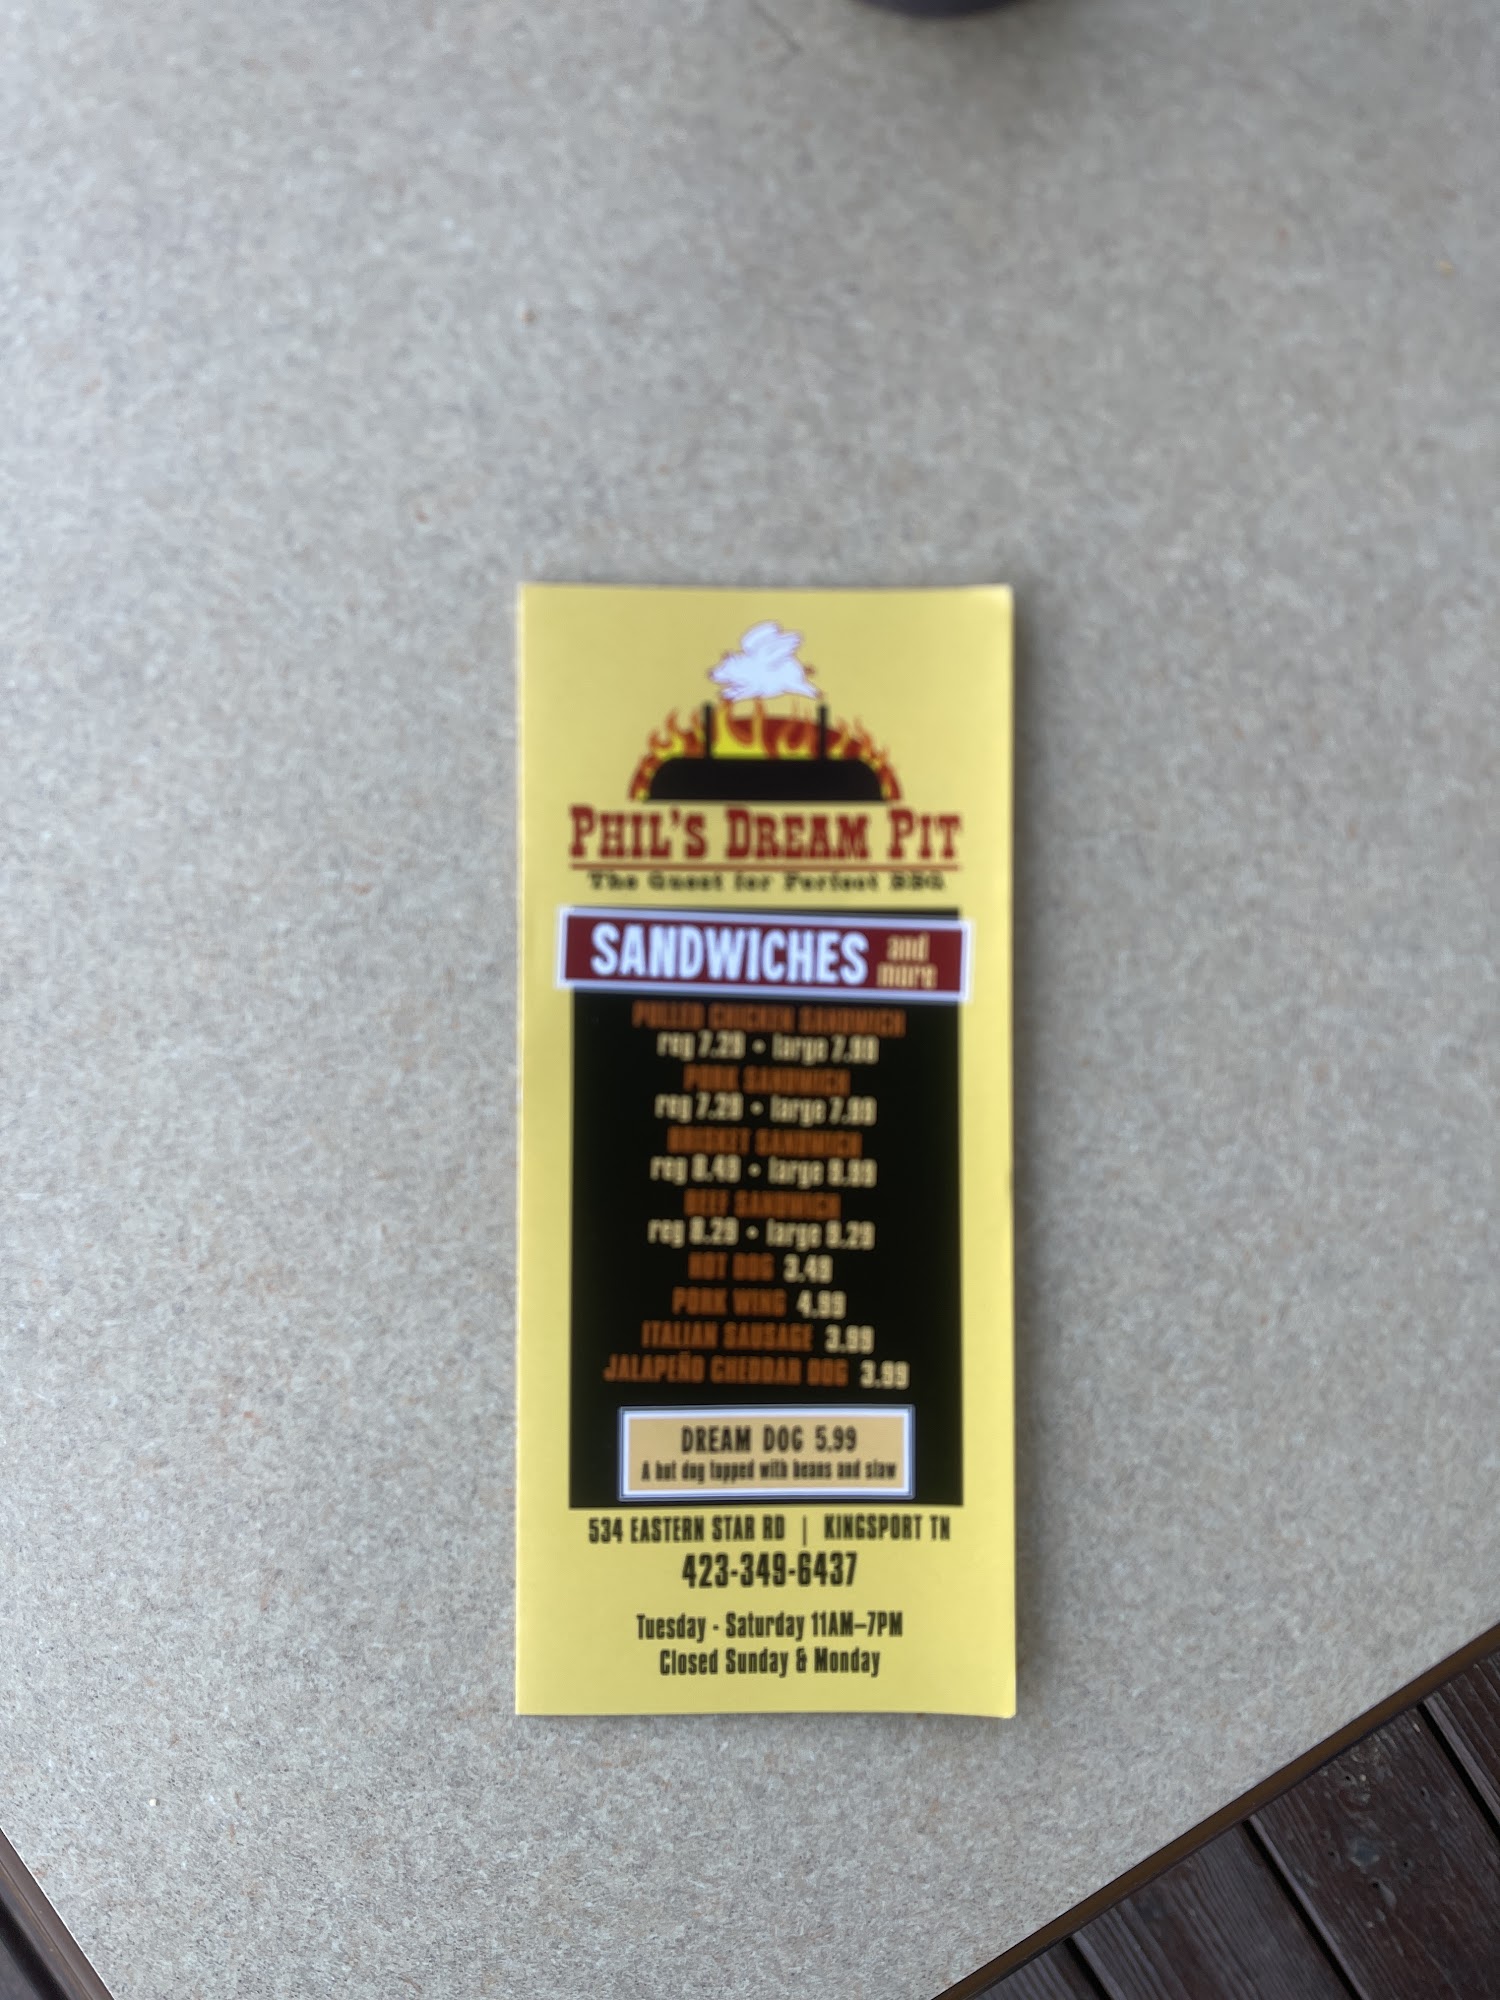 PHIL'S DREAM PIT
The Quest for Perfect BBQ
SANDWICHES and more
PULLED CHICKEN SANDWICH
reg 7.29 • large 7.99
PORK SANDWICH
reg 7.29 • large 7.99
BRISKET SANDWICH
reg 8.49 • large 9.99
BEEF SANDWICH
reg 8.29 • large 9.29
HOT DOG 3.49
PORK WING 4.99
ITALIAN SAUSAGE 3.99
JALAPEÑO CHEDDAR DOG 3.99
DREAM DOG 5.99
A hot dog topped with beans and slaw
534 EASTERN STAR RD | KINGSPORT TN
423-349-6437
Tuesday - Saturday 11AM–7PM
Closed Sunday & Monday